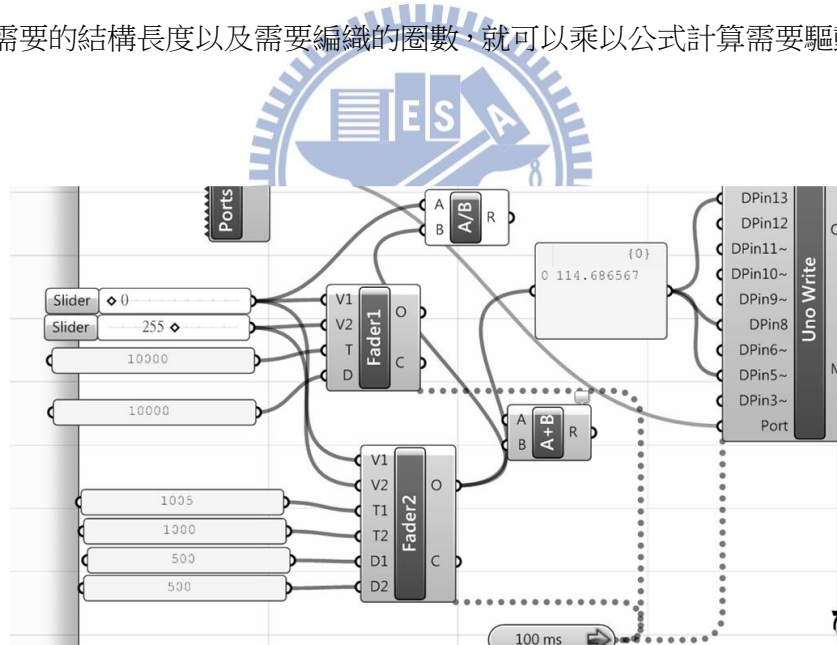 需要的結構長度以及需要編織的圈數，就可以乘以公式計算需要驅
E S A
Ports
A
B
A/B
R
{0}
0 114.686567
DPin13
DPin12
DPin11~
DPin10~
DPin9~
DPin8
DPin6~
DPin5~
DPin3~
Port
Uno Write
Slider
0
Slider
255
10000
10000
V1
V2
T
D
Fader1
O
C
A
B
A+B
R
V1
V2
T1
T2
D1
D2
Fader2
O
C
1005
1000
500
500
100 ms